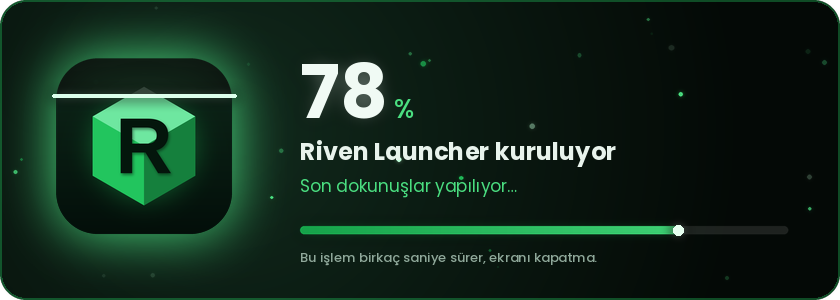 R
78 %
Riven Launcher kuruluyor
Son dokunuşlar yapılıyor...
Bu işlem birkaç saniye sürer, ekranı kapatma.